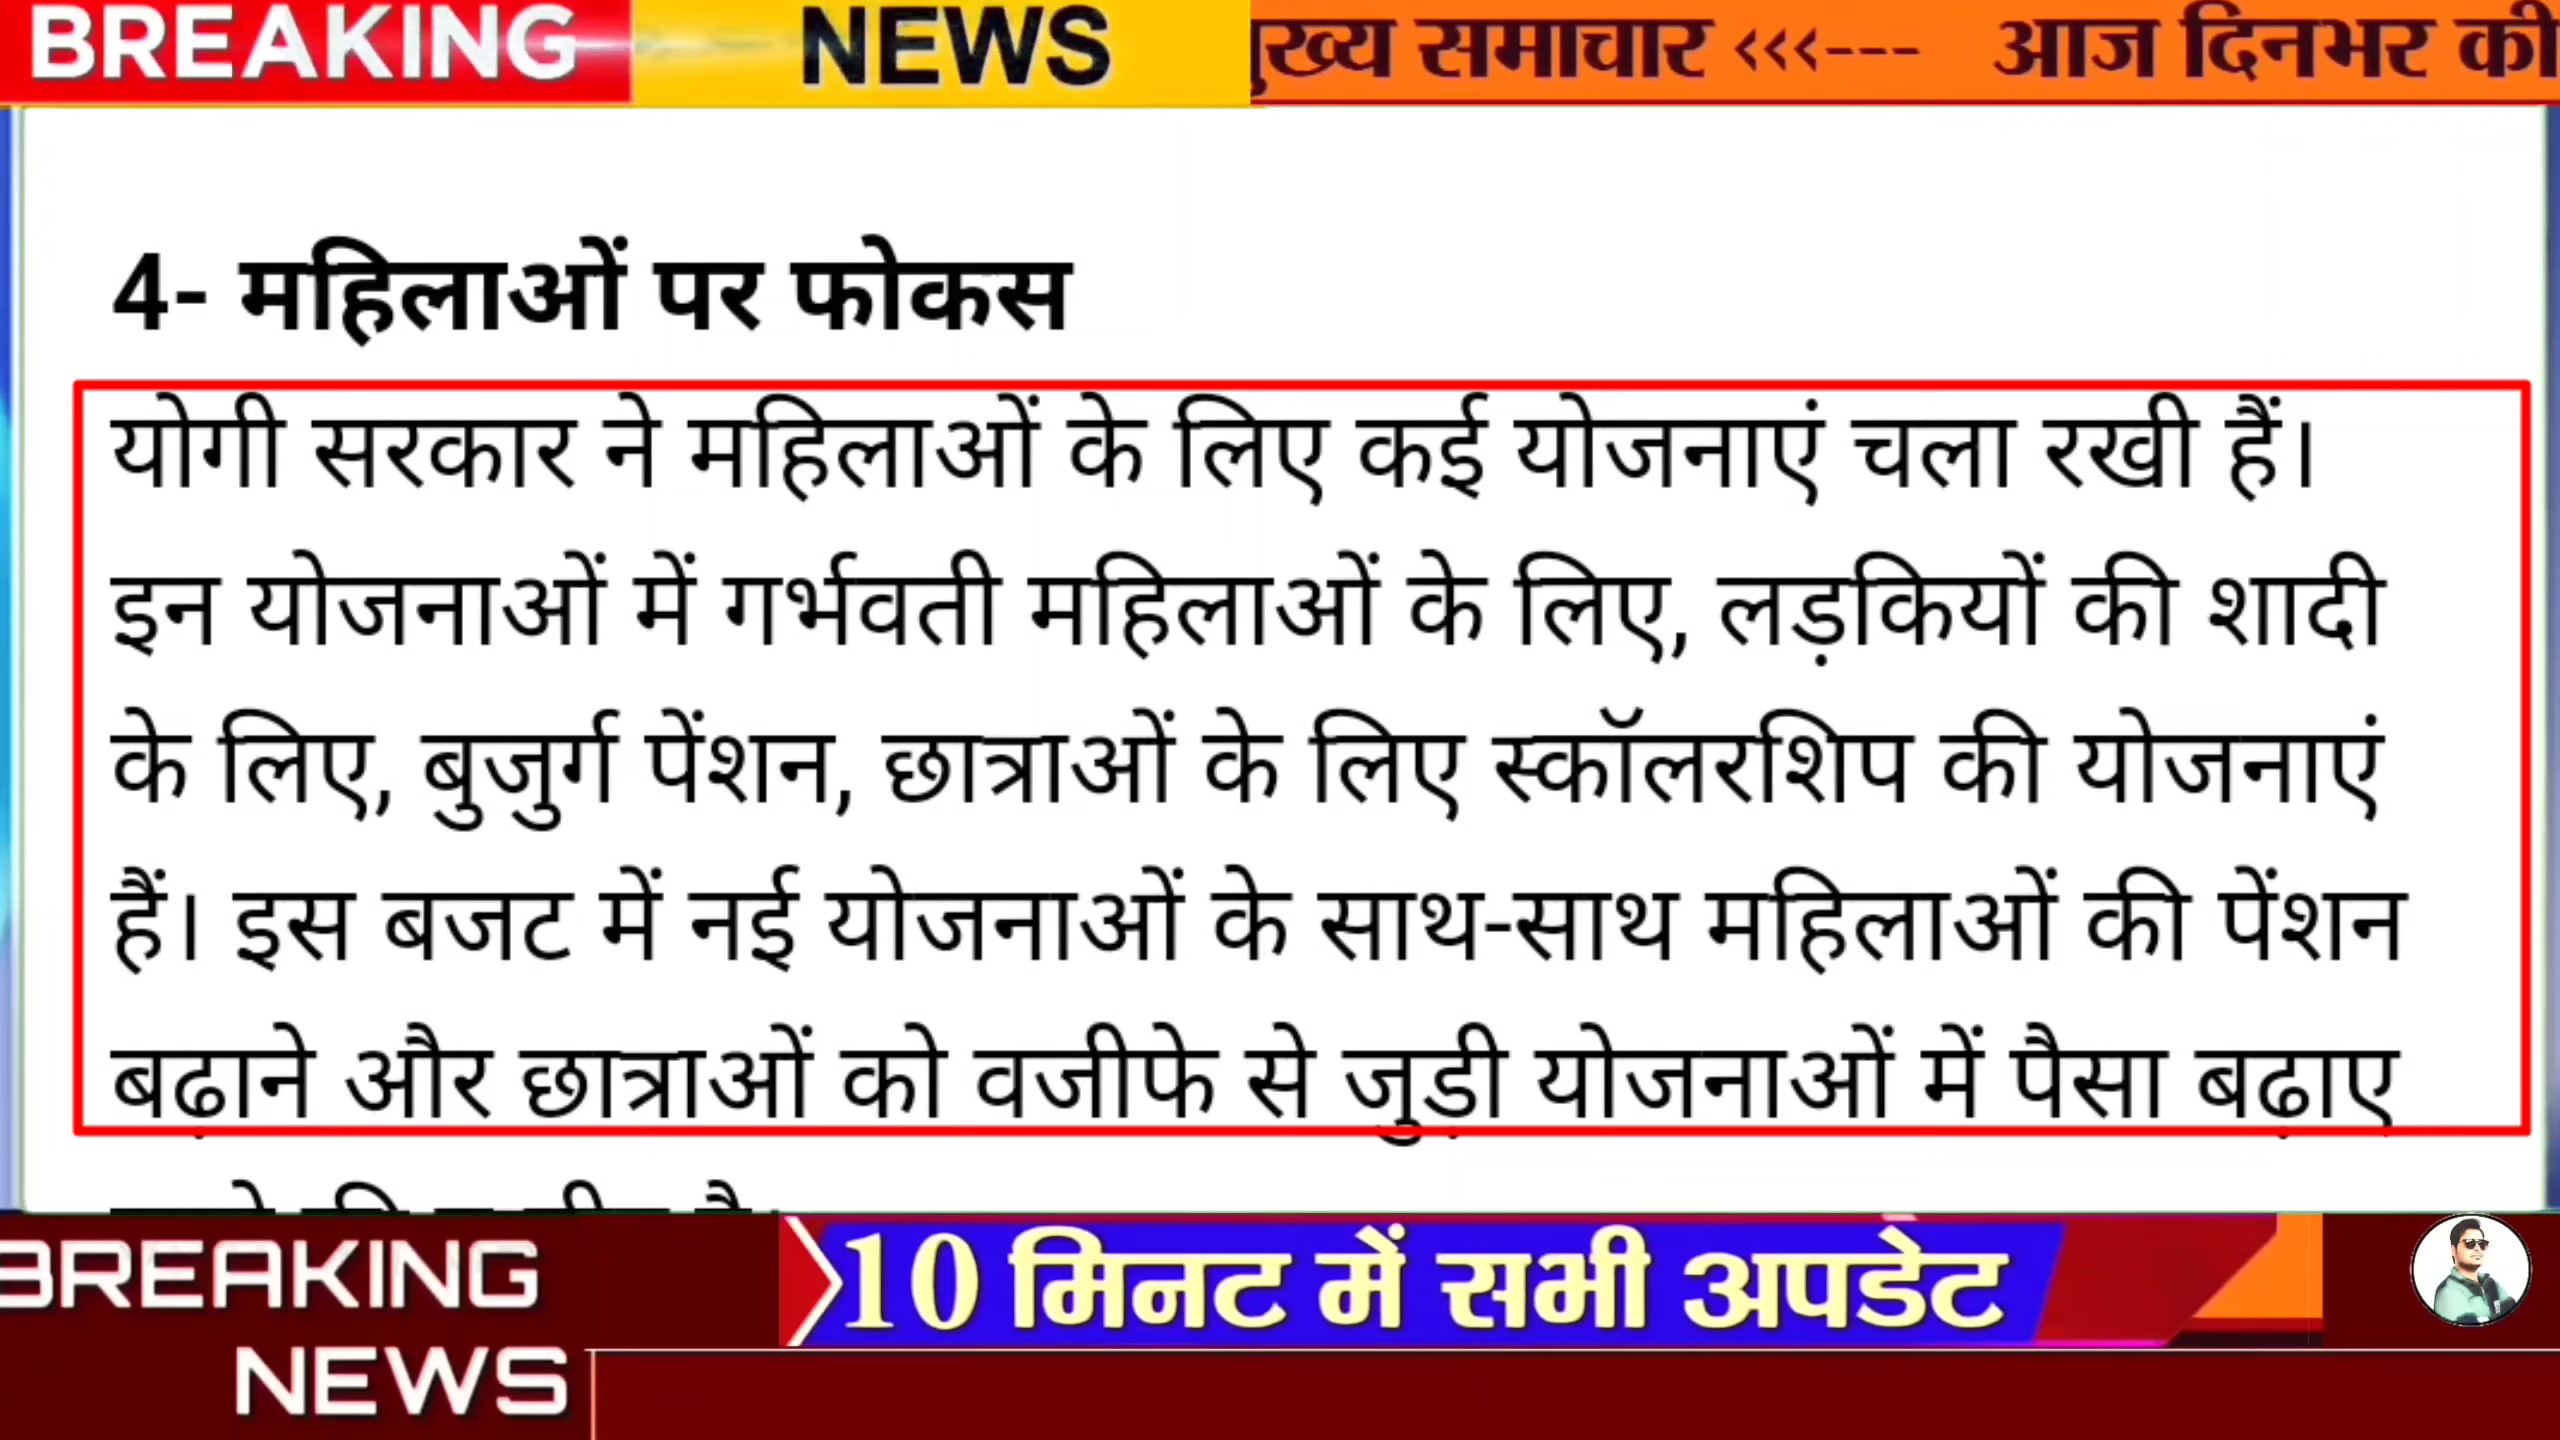 BREAKING NEWS मुख्य समाचार <<<--- आज दिनभर की
4- महिलाओं पर फोकस
योगी सरकार ने महिलाओं के लिए कई योजनाएं चला रखी हैं।
इन योजनाओं में गर्भवती महिलाओं के लिए, लड़कियों की शादी
के लिए, बुजुर्ग पेंशन, छात्राओं के लिए स्कॉलरशिप की योजनाएं
हैं। इस बजट में नई योजनाओं के साथ-साथ महिलाओं की पेंशन
बढ़ाने और छात्राओं को वजीफे से जुड़ी योजनाओं में पैसा बढ़ाए
BREAKING
NEWS
10 मिनट में सभी अपडेट